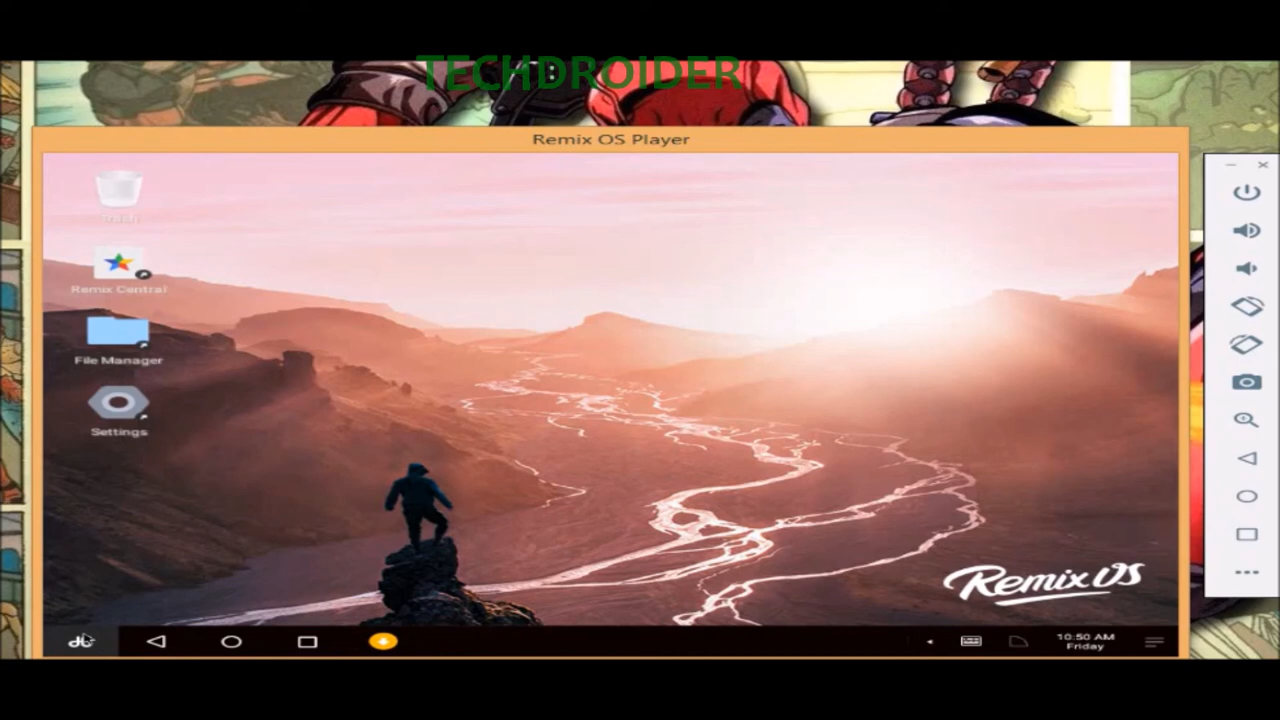 TECHDROIDER
Remix OS Player
Trash
Remix Central
File Manager
Settings
Remix OS
10:50 AM
Friday